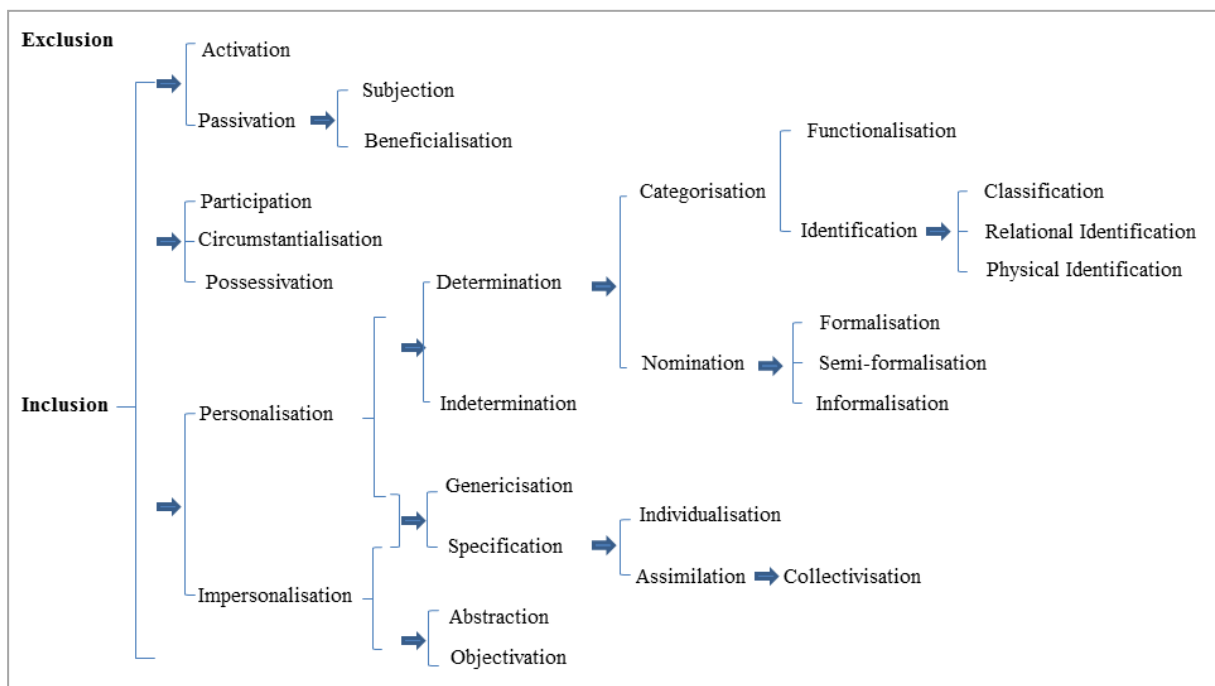 Exclusion
Activation
Passivation
Subjection
Beneficialisation
Participation
Circumstantialisation
Possessivation
Inclusion
Personalisation
Impersonalisation
Determination
Indetermination
Categorisation
Functionalisation
Identification
Classification
Relational Identification
Physical Identification
Nomination
Formalisation
Semi-formalisation
Informalisation
Genericisation
Specification
Individualisation
Assimilation
Collectivisation
Abstraction
Objectivation